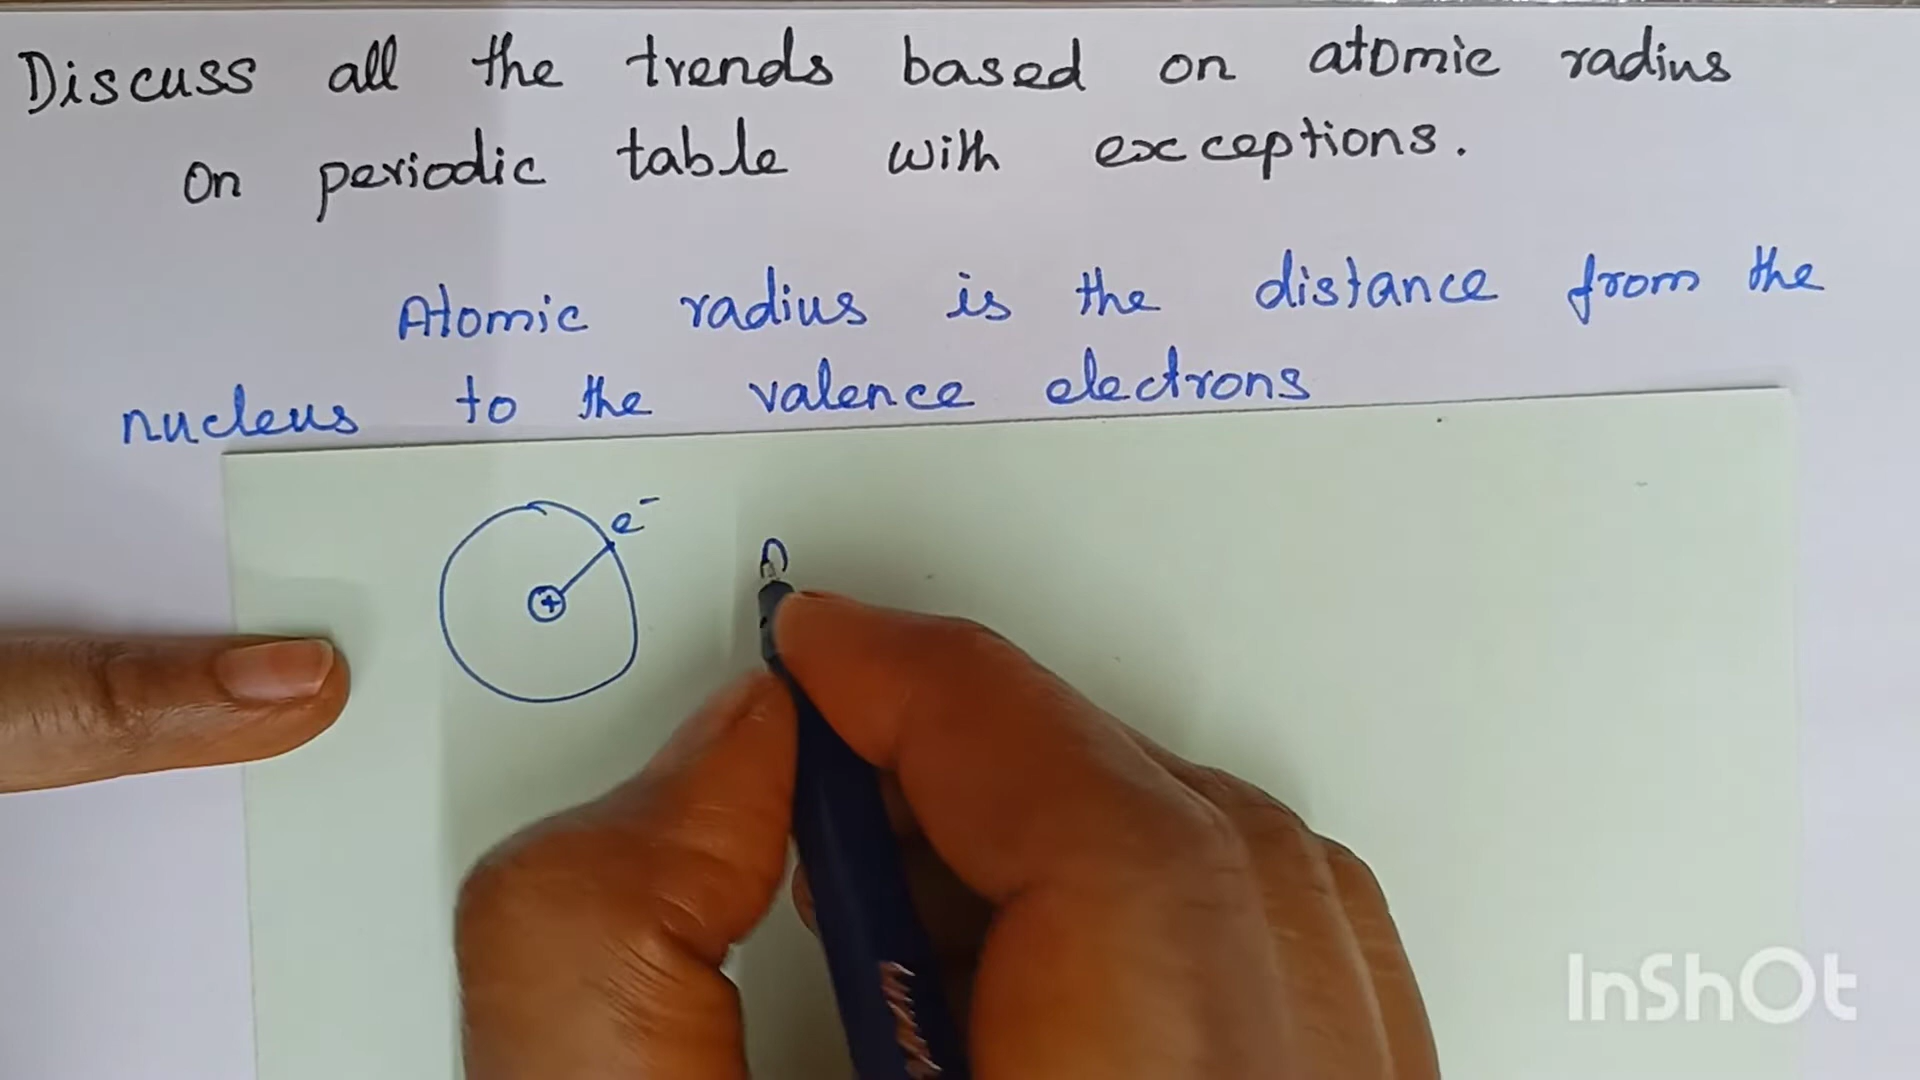 Discuss all the trends based on atomic radius
on periodic table with exceptions.
Atomic radius is the distance from the
nucleus to the valence electrons
e⁻
+
InShOt